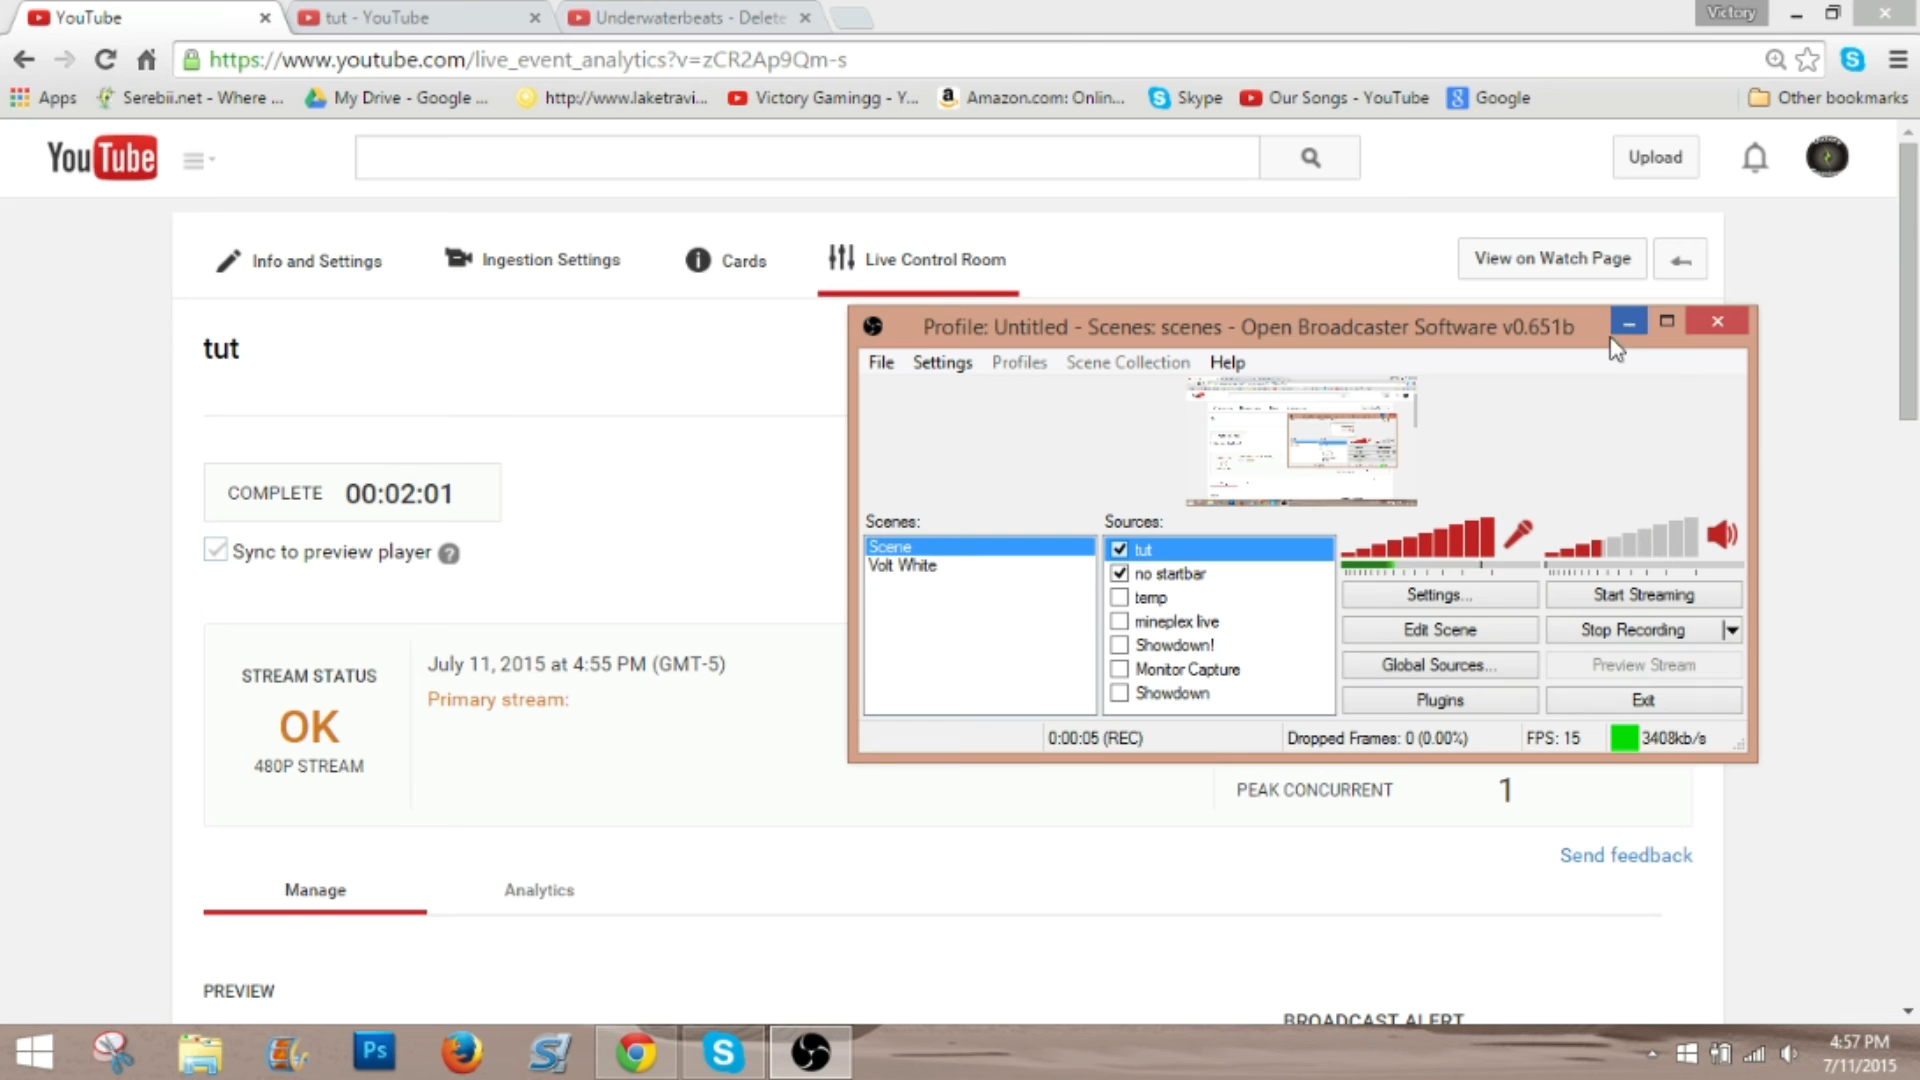 YouTube
tut - YouTube
Underwaterbeats - Delete
Victory
https://www.youtube.com/live_event_analytics?v=zCR2Ap9Qm-s
Apps
Serebii.net - Where ...
My Drive - Google ...
http://www.laketravi...
Victory Gamingg - Y...
Amazon.com: Onlin...
Skype
Our Songs - YouTube
Google
Other bookmarks
YouTube
Upload
Info and Settings
Ingestion Settings
Cards
Live Control Room
View on Watch Page
tut
COMPLETE 00:02:01
Sync to preview player ?
STREAM STATUS
OK
480P STREAM
July 11, 2015 at 4:55 PM (GMT-5)
Primary stream:
Profile: Untitled - Scenes: scenes - Open Broadcaster Software v0.651b
File Settings Profiles Scene Collection Help
Scenes:
Scene
Volt White
Sources:
tut
no startbar
temp
mineplex live
Showdown!
Monitor Capture
Showdown
Settings...
Start Streaming
Edit Scene
Stop Recording
Global Sources...
Preview Stream
Plugins
Exit
0:00:05 (REC)
Dropped Frames: 0 (0.00%)
FPS: 15
3408kb/s
PEAK CONCURRENT 1
Send feedback
Manage
Analytics
PREVIEW
BROADCAST ALERT
Ps
4:57 PM
7/11/2015